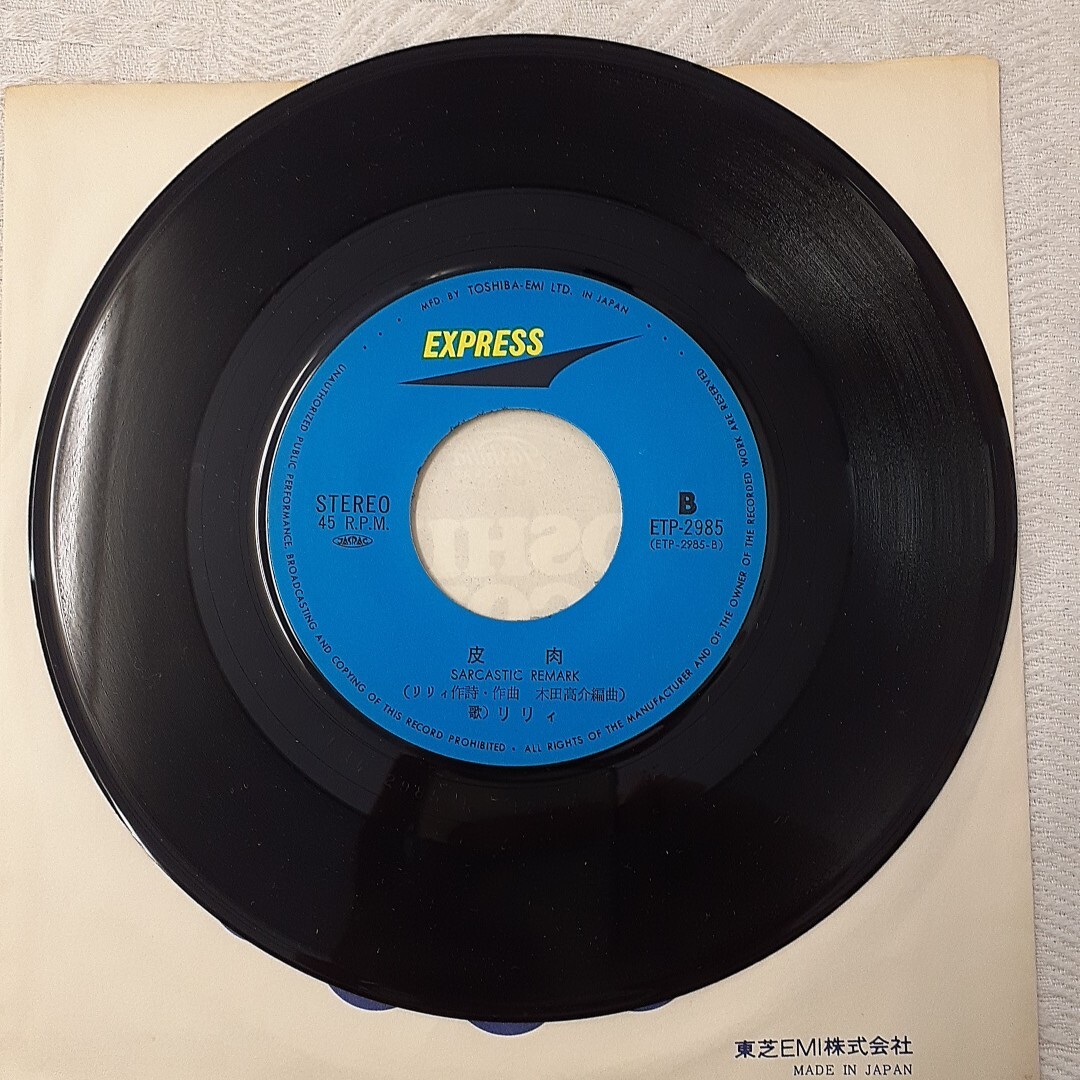 MFD. BY TOSHIBA-EMI LTD. IN JAPAN
EXPRESS
STEREO
45 R.P.M.
JASRAC
B
ETP-2985
(ETP-2985-B)
皮 肉
SARCASTIC REMARK
(リリィ作詩・作曲 木田高介編曲)
歌) リリィ
UNAUTHORIZED PUBLIC PERFORMANCE, BROADCASTING AND COPYING OF THIS RECORD PROHIBITED • ALL RIGHTS OF THE MANUFACTURER AND OF THE OWNER OF THE RECORDED WORK ARE RESERVED
東芝EMI株式会社
MADE IN JAPAN